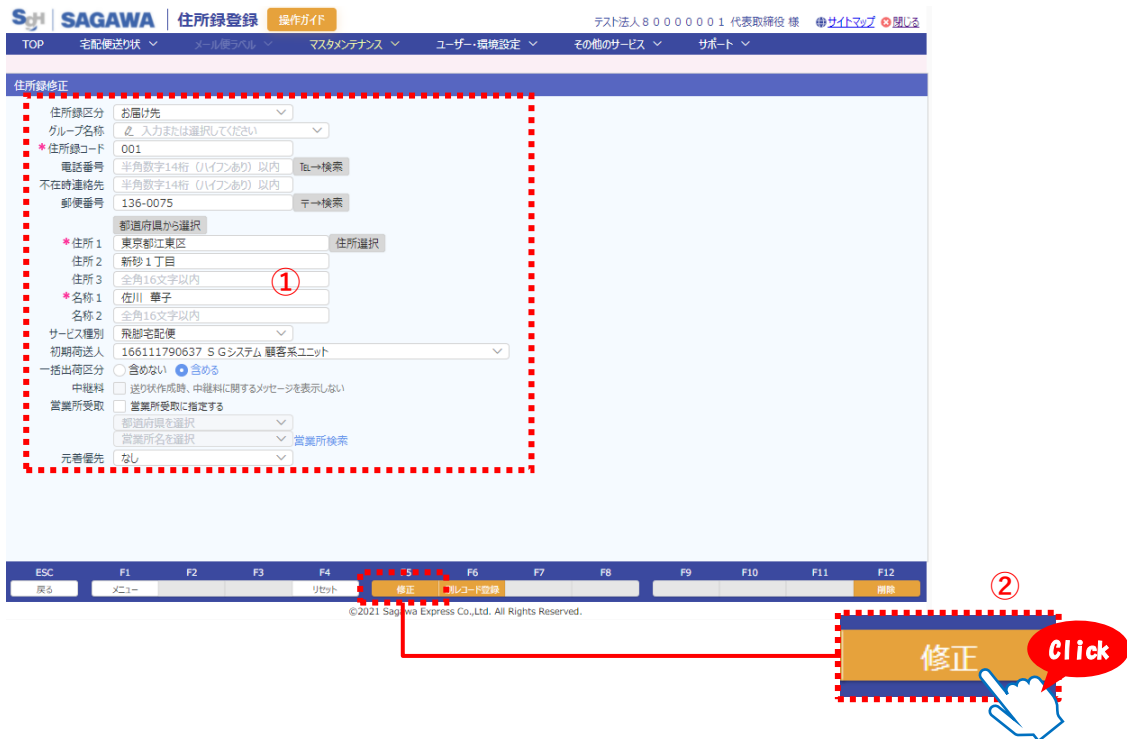 SGH SAGAWA 住所録登録 操作ガイド テスト法人80000001 代表取締役 様 サイトマップ 閉じる
TOP 宅配便送り状 メール便ラベル マスタメンテナンス ユーザー・環境設定 その他のサービス サポート
住所録修正
住所録区分 お届け先
グループ名称 入力または選択してください
*住所録コード 001
電話番号 半角数字14桁（ハイフンあり）以内 ℡→検索
不在時連絡先 半角数字14桁（ハイフンあり）以内
郵便番号 136-0075 〒→検索
都道府県から選択
*住所1 東京都江東区 住所選択
住所2 新砂1丁目
住所3 全角16文字以内 ①
*名称1 佐川 華子
名称2 全角16文字以内
サービス種別 飛脚宅配便
初期荷送人 166111790637 SGシステム 顧客系ユニット
一括出荷区分 含めない 含める
中継料 送り状作成時、中継料に関するメッセージを表示しない
営業所受取 営業所受取に指定する
都道府県を選択
営業所名を選択 営業所検索
元着優先 なし
ESC F1 F2 F3 F4 F5 F6 F7 F8 F9 F10 F11 F12
戻る メニュー リセット 修正 別レコード登録 削除
©2021 Sagawa Express Co.,Ltd. All Rights Reserved.
②
修正 Click